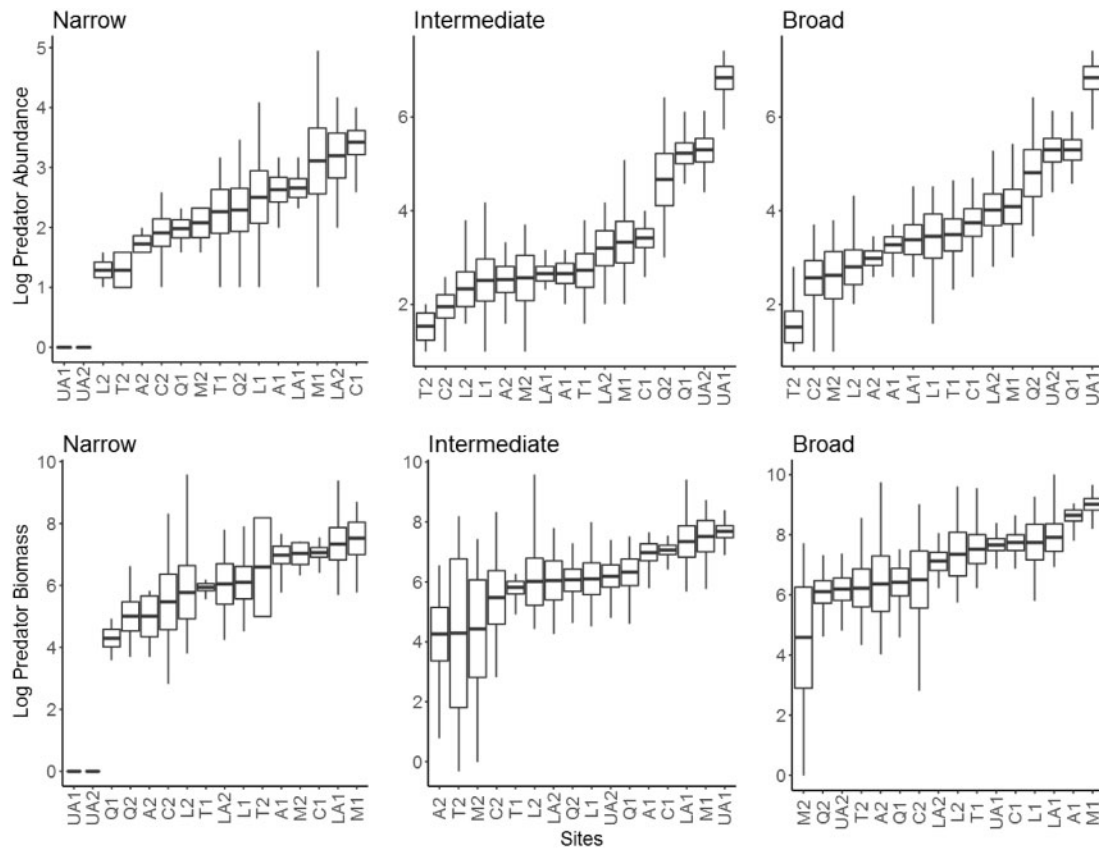 Narrow
Intermediate
Broad
Log Predator Abundance
5
4
3
2
1
0
6
4
2
6
4
2
UA1 UA2 L2 T2 A2 C2 Q1 M2 T1 Q2 L1 A1 LA1 M1 LA2 C1
T2 C2 L2 L1 A2 M2 LA1 A1 T1 LA2 M1 C1 Q2 Q1 UA2 UA1
T2 C2 M2 L2 A2 A1 LA1 L1 T1 C1 LA2 M1 Q2 UA2 Q1 UA1
Narrow
Intermediate
Broad
Log Predator Biomass
10
8
6
4
2
0
10
8
6
4
2
0
10
8
6
4
2
0
UA1 UA2 Q1 Q2 A2 C2 L2 T1 LA2 L1 T2 A1 M2 C1 LA1 M1
A2 T2 M2 C2 T1 L2 LA2 Q2 L1 UA2 Q1 A1 C1 LA1 M1 UA1
M2 Q2 UA2 T2 A2 Q1 C2 LA2 L2 T1 UA1 C1 L1 LA1 A1 M1
Sites